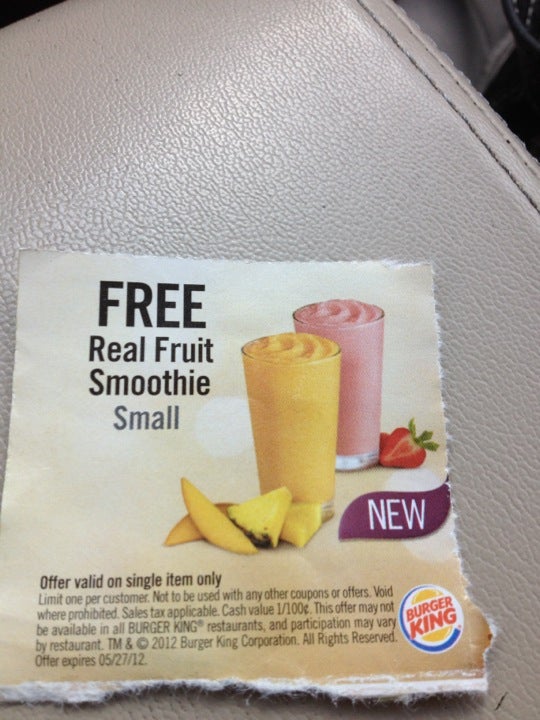 FREE
Real Fruit
Smoothie
Small
NEW
Offer valid on single item only
Limit one per customer. Not to be used with any other coupons or offers. Void
where prohibited. Sales tax applicable. Cash value 1/100¢. This offer may not
be available in all BURGER KING® restaurants, and participation may vary
by restaurant. TM & © 2012 Burger King Corporation. All Rights Reserved.
Offer expires 05/27/12.
BURGER
KING